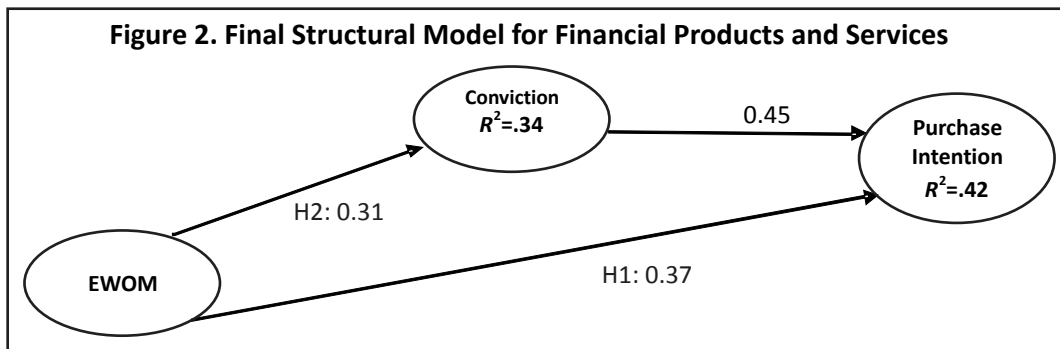 Figure 2. Final Structural Model for Financial Products and Services
Conviction
R²=.34
0.45
Purchase
Intention
R²=.42
H2: 0.31
EWOM
H1: 0.37